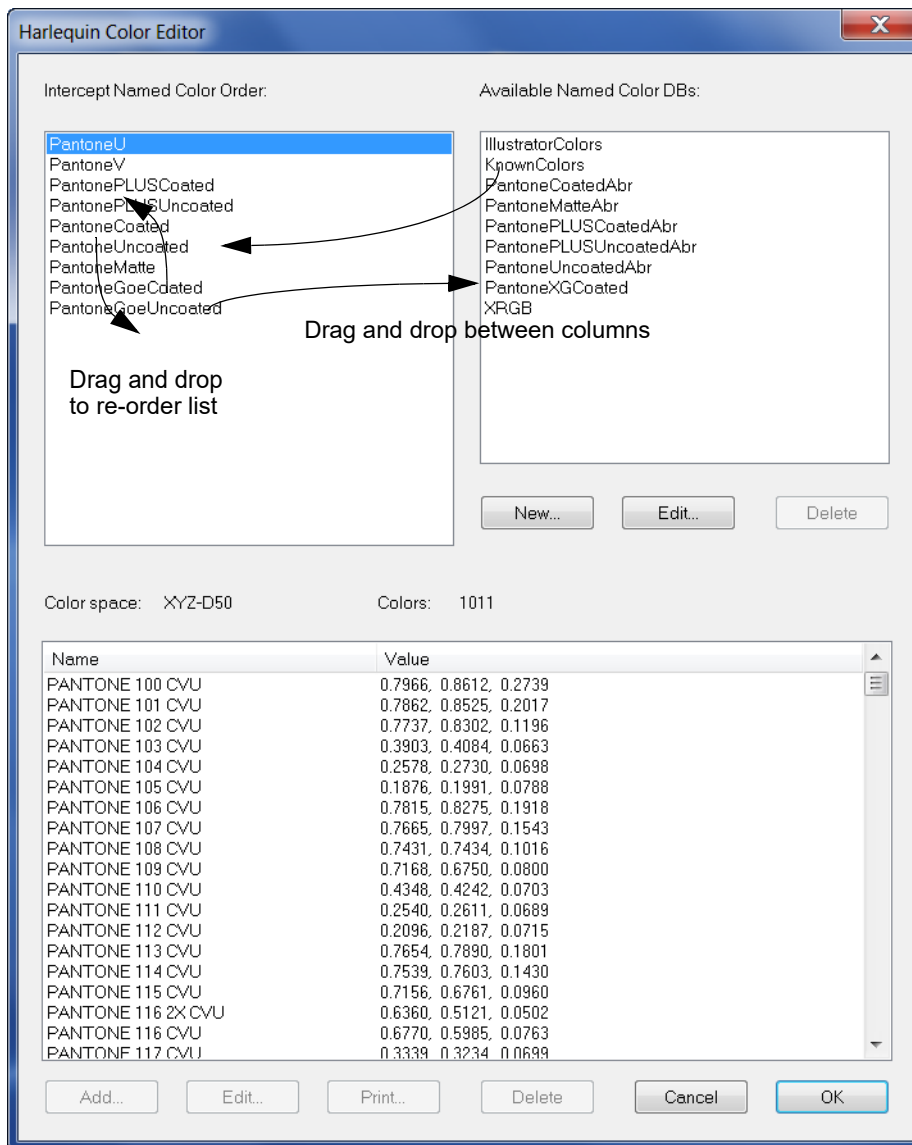 Harlequin Color Editor
X
Intercept Named Color Order:
PantoneU
PantoneV
PantonePLUSCoated
PantonePLUSUncoated
PantoneCoated
PantoneUncoated
PantoneMatte
PantoneGoeCoated
PantoneGoeUncoated
Drag and drop
to re-order list
Available Named Color DBs:
IllustratorColors
KnownColors
PantoneCoatedAbr
PantoneMatteAbr
PantonePLUSCoatedAbr
PantonePLUSUncoatedAbr
PantoneUncoatedAbr
PantoneXGCoated
XRGB
Drag and drop between columns
New... Edit... Delete
Color space: XYZ-D50 Colors: 1011
Name Value
PANTONE 100 CVU 0.7966, 0.8612, 0.2739
PANTONE 101 CVU 0.7862, 0.8525, 0.2017
PANTONE 102 CVU 0.7737, 0.8302, 0.1196
PANTONE 103 CVU 0.3903, 0.4084, 0.0663
PANTONE 104 CVU 0.2578, 0.2730, 0.0698
PANTONE 105 CVU 0.1876, 0.1991, 0.0788
PANTONE 106 CVU 0.7815, 0.8275, 0.1918
PANTONE 107 CVU 0.7665, 0.7997, 0.1543
PANTONE 108 CVU 0.7431, 0.7434, 0.1016
PANTONE 109 CVU 0.7168, 0.6750, 0.0800
PANTONE 110 CVU 0.4348, 0.4242, 0.0703
PANTONE 111 CVU 0.2540, 0.2611, 0.0689
PANTONE 112 CVU 0.2096, 0.2187, 0.0715
PANTONE 113 CVU 0.7654, 0.7890, 0.1801
PANTONE 114 CVU 0.7539, 0.7603, 0.1430
PANTONE 115 CVU 0.7156, 0.6761, 0.0960
PANTONE 116 2X CVU 0.6360, 0.5121, 0.0502
PANTONE 116 CVU 0.6770, 0.5985, 0.0763
PANTONE 117 CVU 0.3339, 0.3234, 0.0699
Add... Edit... Print... Delete Cancel OK